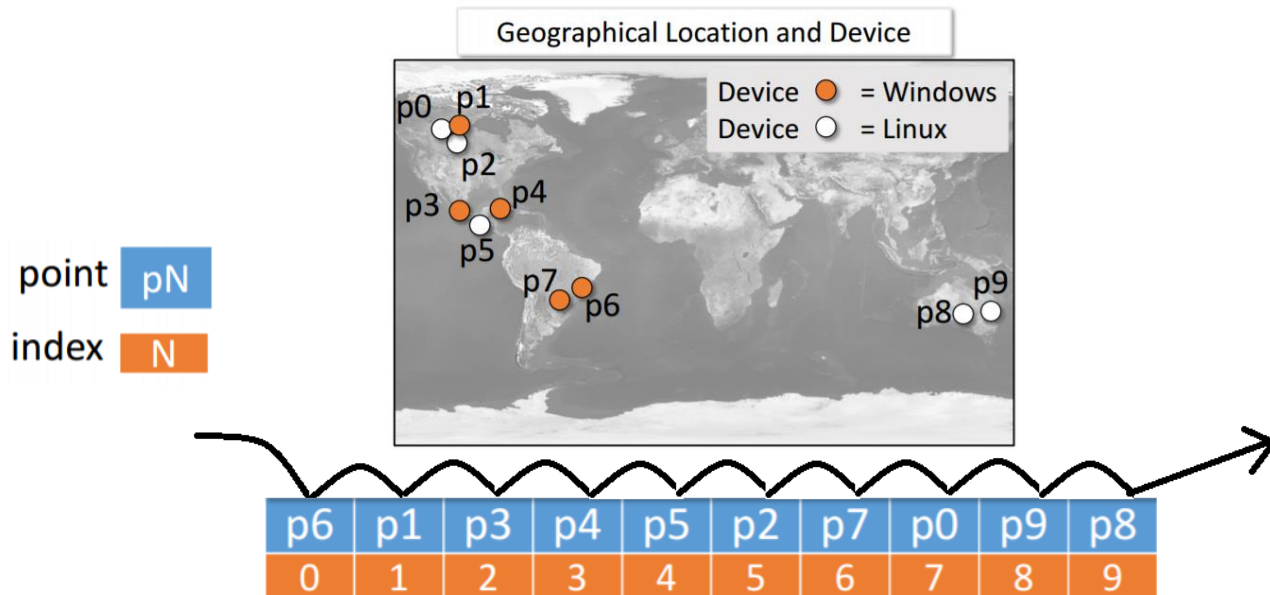 Geographical Location and Device
Device = Windows
Device = Linux
p0 p1
p2
p3 p4
p5
p7
p6
p9
p8
point pN
index N
p6 p1 p3 p4 p5 p2 p7 p0 p9 p8
0 1 2 3 4 5 6 7 8 9